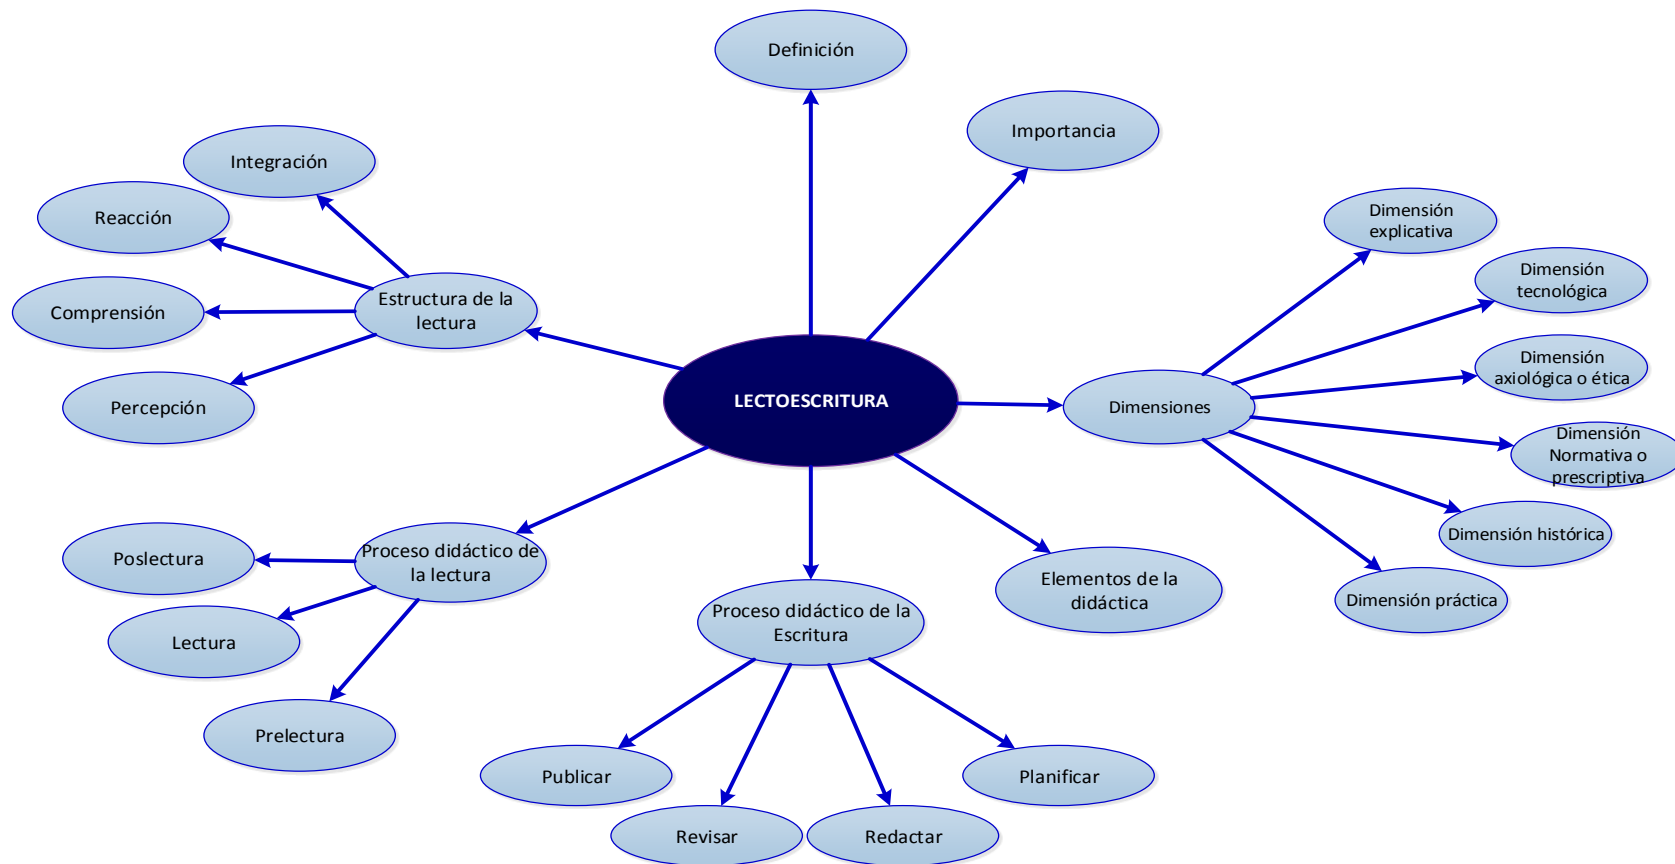 Definición
Importancia
Integración
Reacción
Comprensión
Percepción
Estructura de la
lectura
LECTOESCRITURA
Dimensiones
Dimensión
explicativa
Dimensión
tecnológica
Dimensión
axiológica o ética
Dimensión
Normativa o
prescriptiva
Dimensión histórica
Dimensión práctica
Elementos de la
didáctica
Proceso didáctico de
la lectura
Poslectura
Lectura
Prelectura
Proceso didáctico de la
Escritura
Publicar
Revisar
Redactar
Planificar